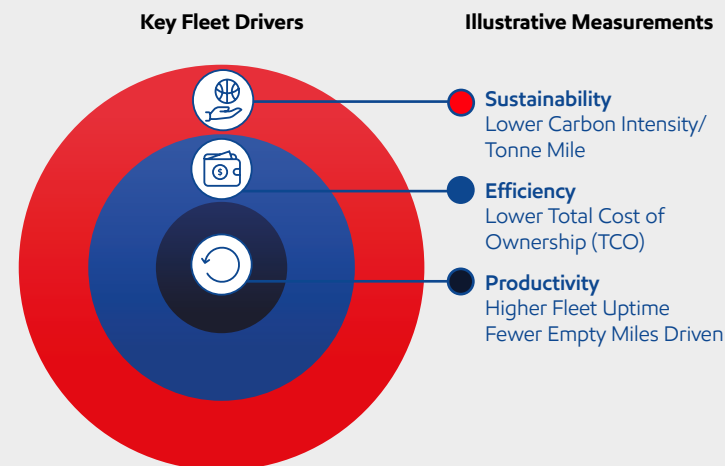 Key Fleet Drivers
Illustrative Measurements
Sustainability
Lower Carbon Intensity/
Tonne Mile
$
Efficiency
Lower Total Cost of
Ownership (TCO)
Productivity
Higher Fleet Uptime
Fewer Empty Miles Driven